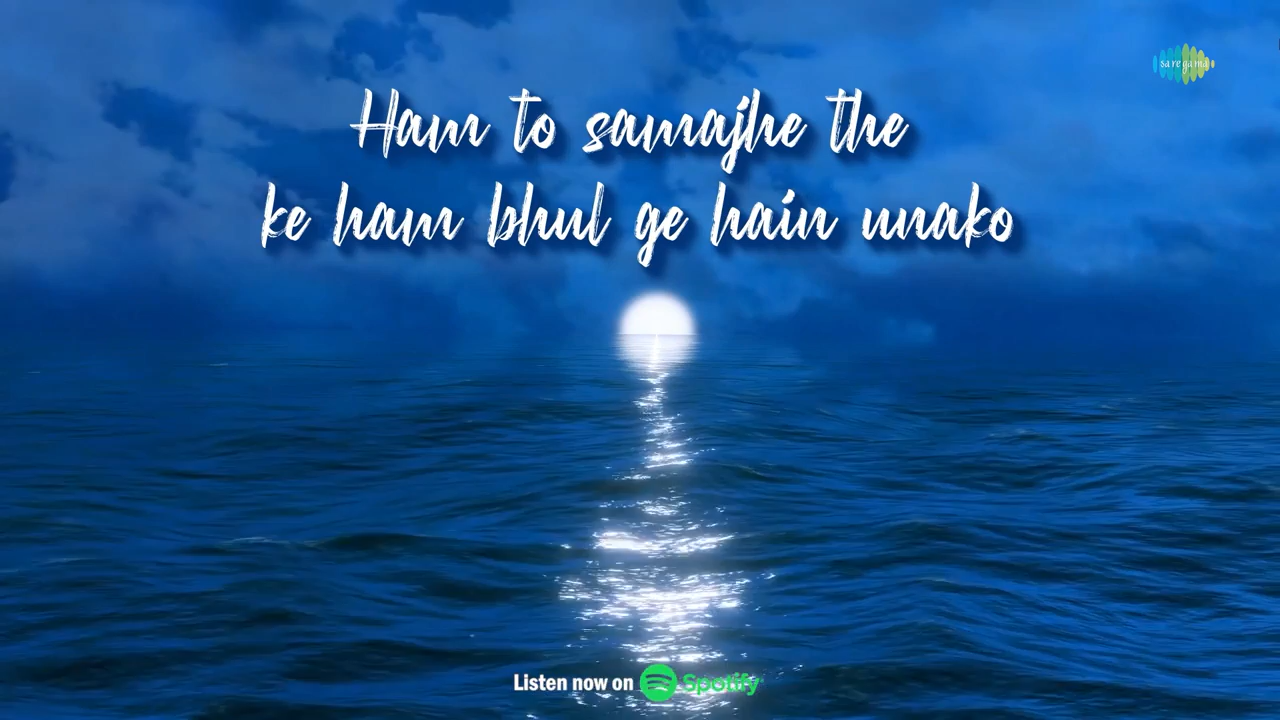 saregama
Ham to samajhe the
ke ham bhul ge hain unako
Listen now on Spotify